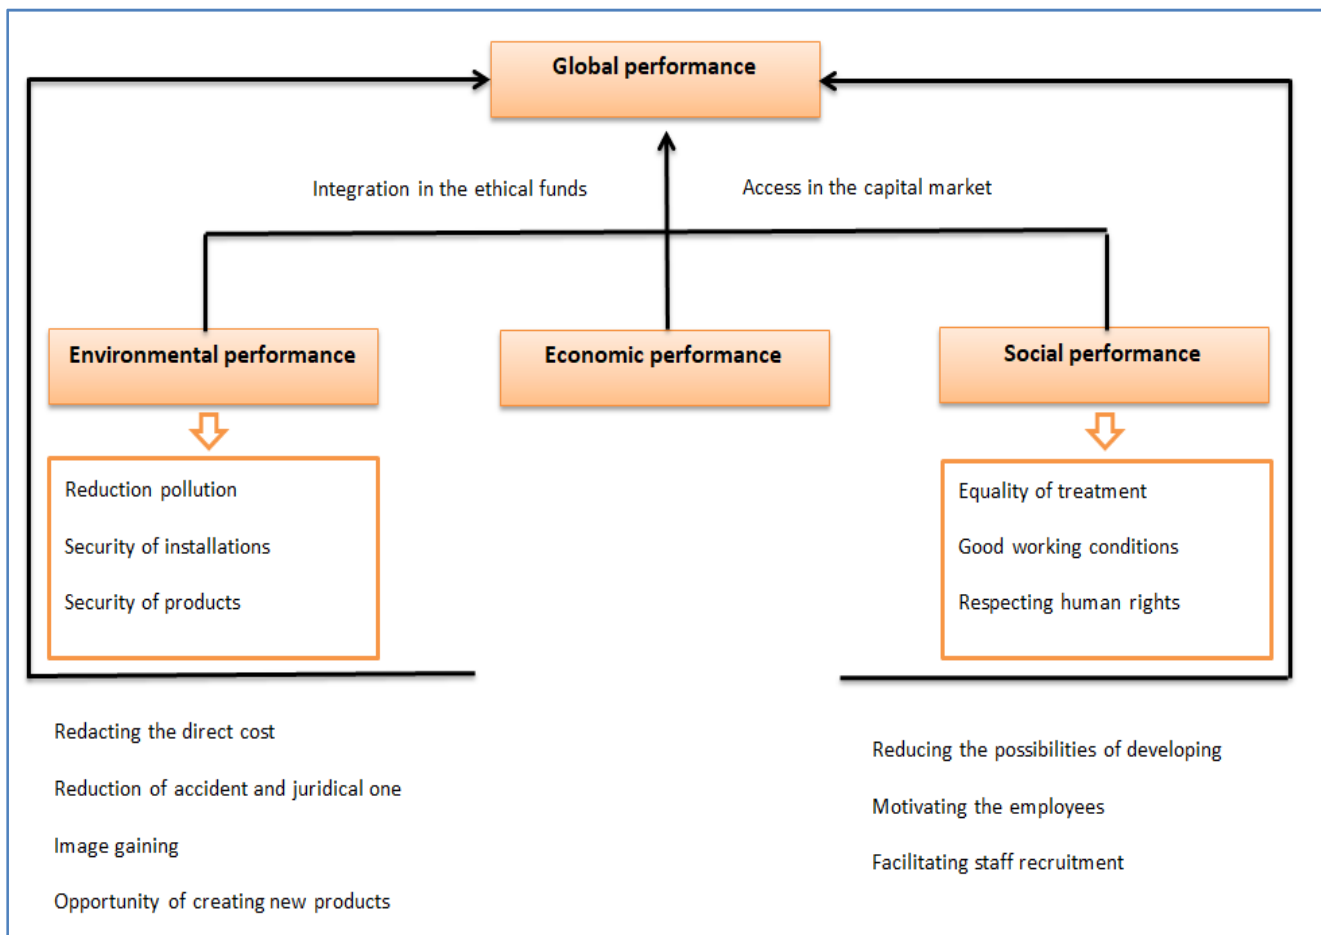 Global performance
Integration in the ethical funds
Access in the capital market
Environmental performance
Economic performance
Social performance
Reduction pollution
Security of installations
Security of products
Equality of treatment
Good working conditions
Respecting human rights
Redacting the direct cost
Reduction of accident and juridical one
Image gaining
Opportunity of creating new products
Reducing the possibilities of developing
Motivating the employees
Facilitating staff recruitment